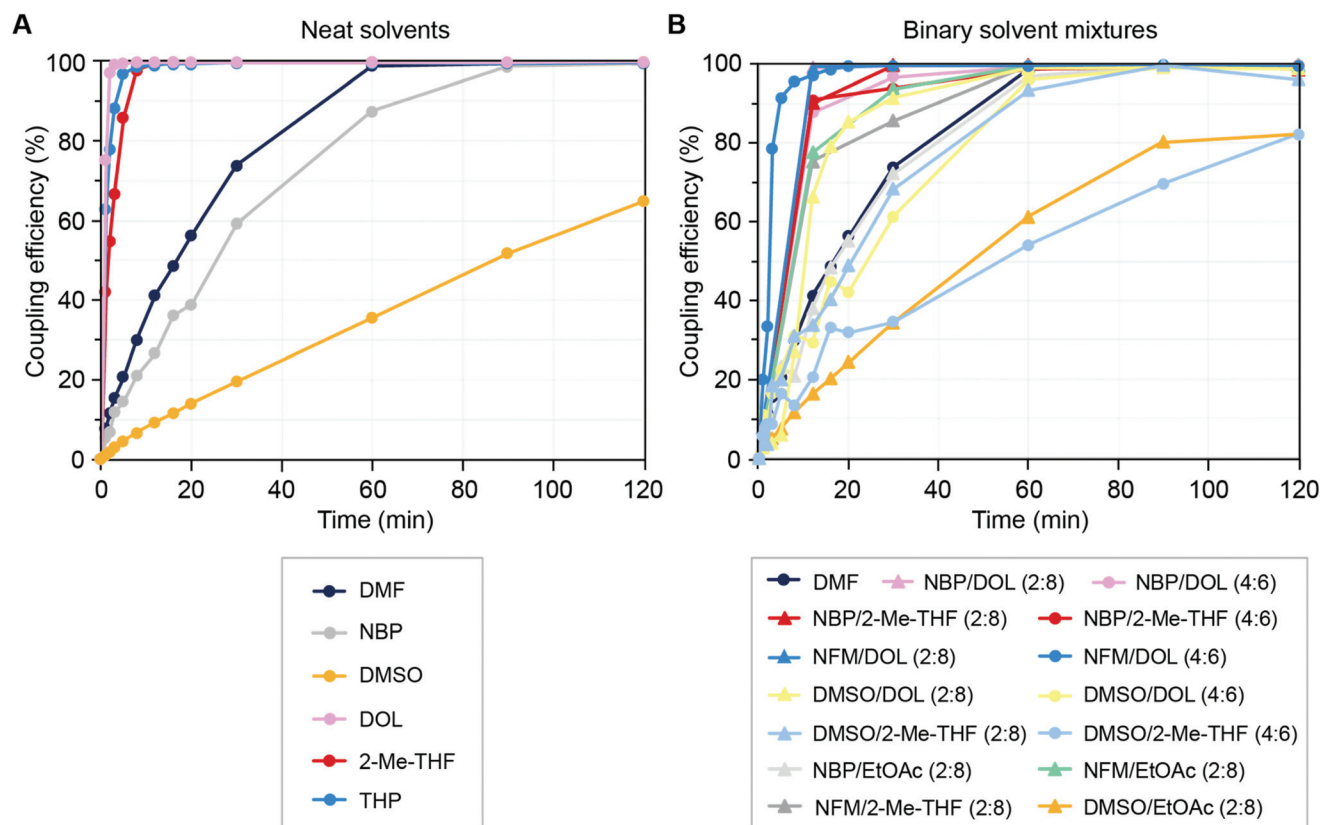 A
Neat solvents
B
Binary solvent mixtures
Coupling efficiency (%)
100
80
60
40
20
0
0 20 40 60 80 100 120
Time (min)
Coupling efficiency (%)
100
80
60
40
20
0
0 20 40 60 80 100 120
Time (min)
DMF
NBP
DMSO
DOL
2-Me-THF
THP
DMF NBP/DOL (2:8) NBP/DOL (4:6)
NBP/2-Me-THF (2:8) NBP/2-Me-THF (4:6)
NFM/DOL (2:8) NFM/DOL (4:6)
DMSO/DOL (2:8) DMSO/DOL (4:6)
DMSO/2-Me-THF (2:8) DMSO/2-Me-THF (4:6)
NBP/EtOAc (2:8) NFM/EtOAc (2:8)
NFM/2-Me-THF (2:8) DMSO/EtOAc (2:8)